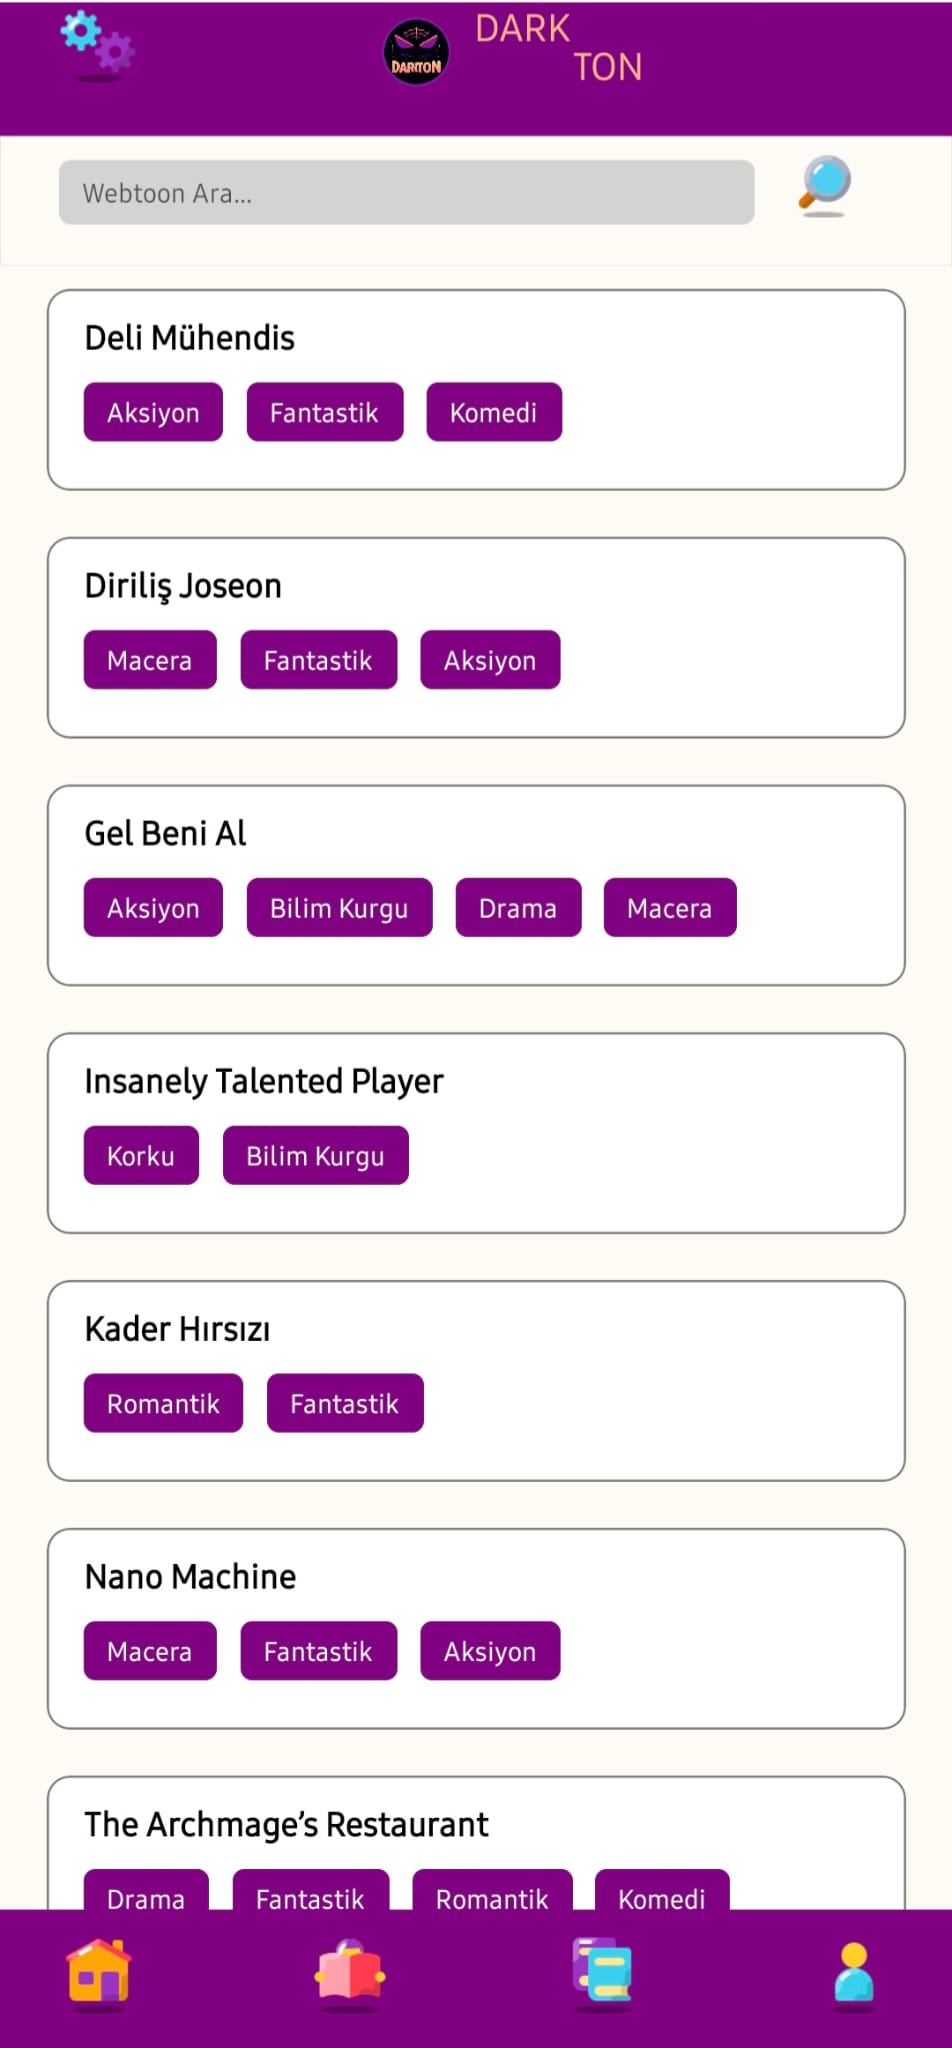 DARK
TON
DARITON
Webtoon Ara...
Deli Mühendis
Aksiyon Fantastik Komedi
Diriliş Joseon
Macera Fantastik Aksiyon
Gel Beni Al
Aksiyon Bilim Kurgu Drama Macera
Insanely Talented Player
Korku Bilim Kurgu
Kader Hırsızı
Romantik Fantastik
Nano Machine
Macera Fantastik Aksiyon
The Archmage’s Restaurant
Drama Fantastik Romantik Komedi